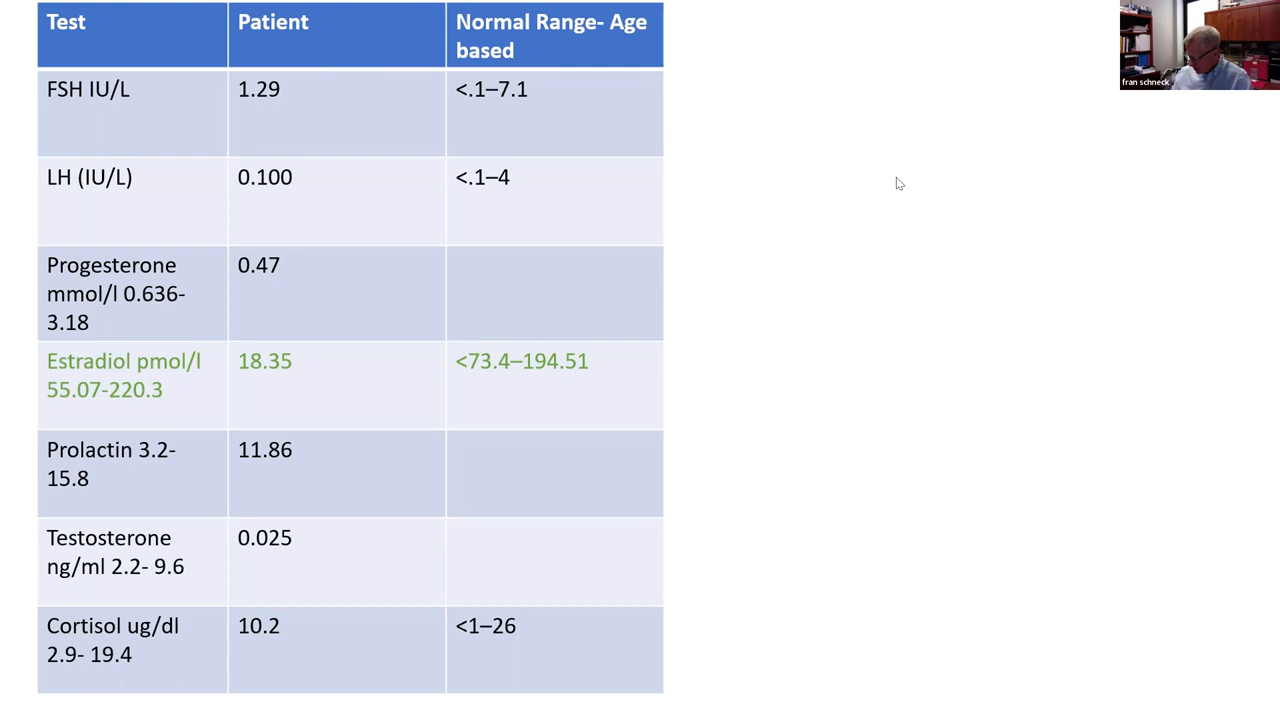 Test Patient Normal Range- Age
based
FSH IU/L 1.29 <.1–7.1
LH (IU/L) 0.100 <.1–4
Progesterone 0.47
mmol/l 0.636-
3.18
Estradiol pmol/l 18.35 <73.4–194.51
55.07-220.3
Prolactin 3.2- 11.86
15.8
Testosterone 0.025
ng/ml 2.2- 9.6
Cortisol ug/dl 10.2 <1–26
2.9- 19.4
fran schneck